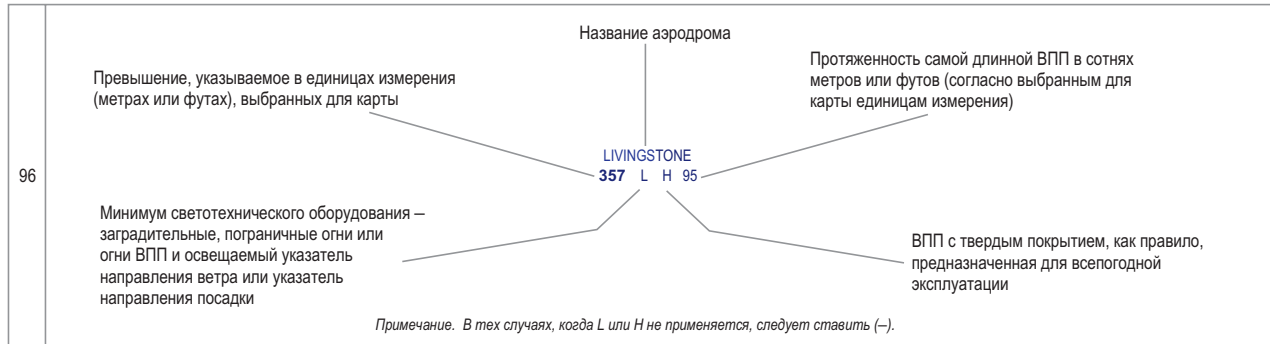 Название аэродрома
Превышение, указываемое в единицах измерения
(метрах или футах), выбранных для карты
Протяженность самой длинной ВПП в сотнях
метров или футов (согласно выбранным для
карты единицам измерения)
96
LIVINGSTONE
357 L H 95
Минимум светотехнического оборудования –
заградительные, пограничные огни или
огни ВПП и освещаемый указатель
направления ветра или указатель
направления посадки
ВПП с твердым покрытием, как правило,
предназначенная для всепогодной
эксплуатации
Примечание. В тех случаях, когда L или H не применяется, следует ставить (–).